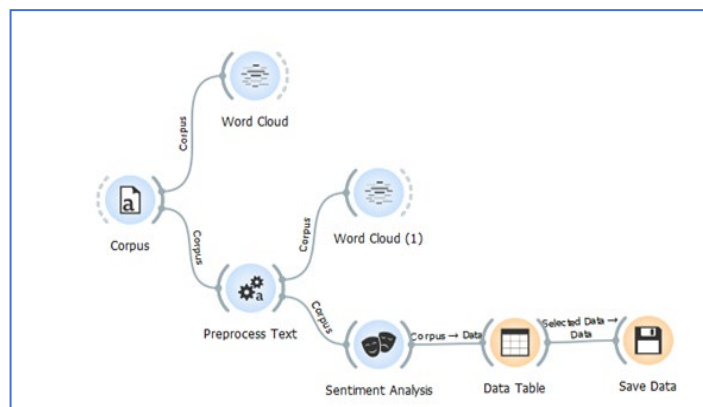 Corpus
Word Cloud
a
Corpus
Corpus
Corpus
Word Cloud (1)
a
Preprocess Text
Corpus
Corpus → Data
Selected Data →
Data
Sentiment Analysis
Data Table
Save Data